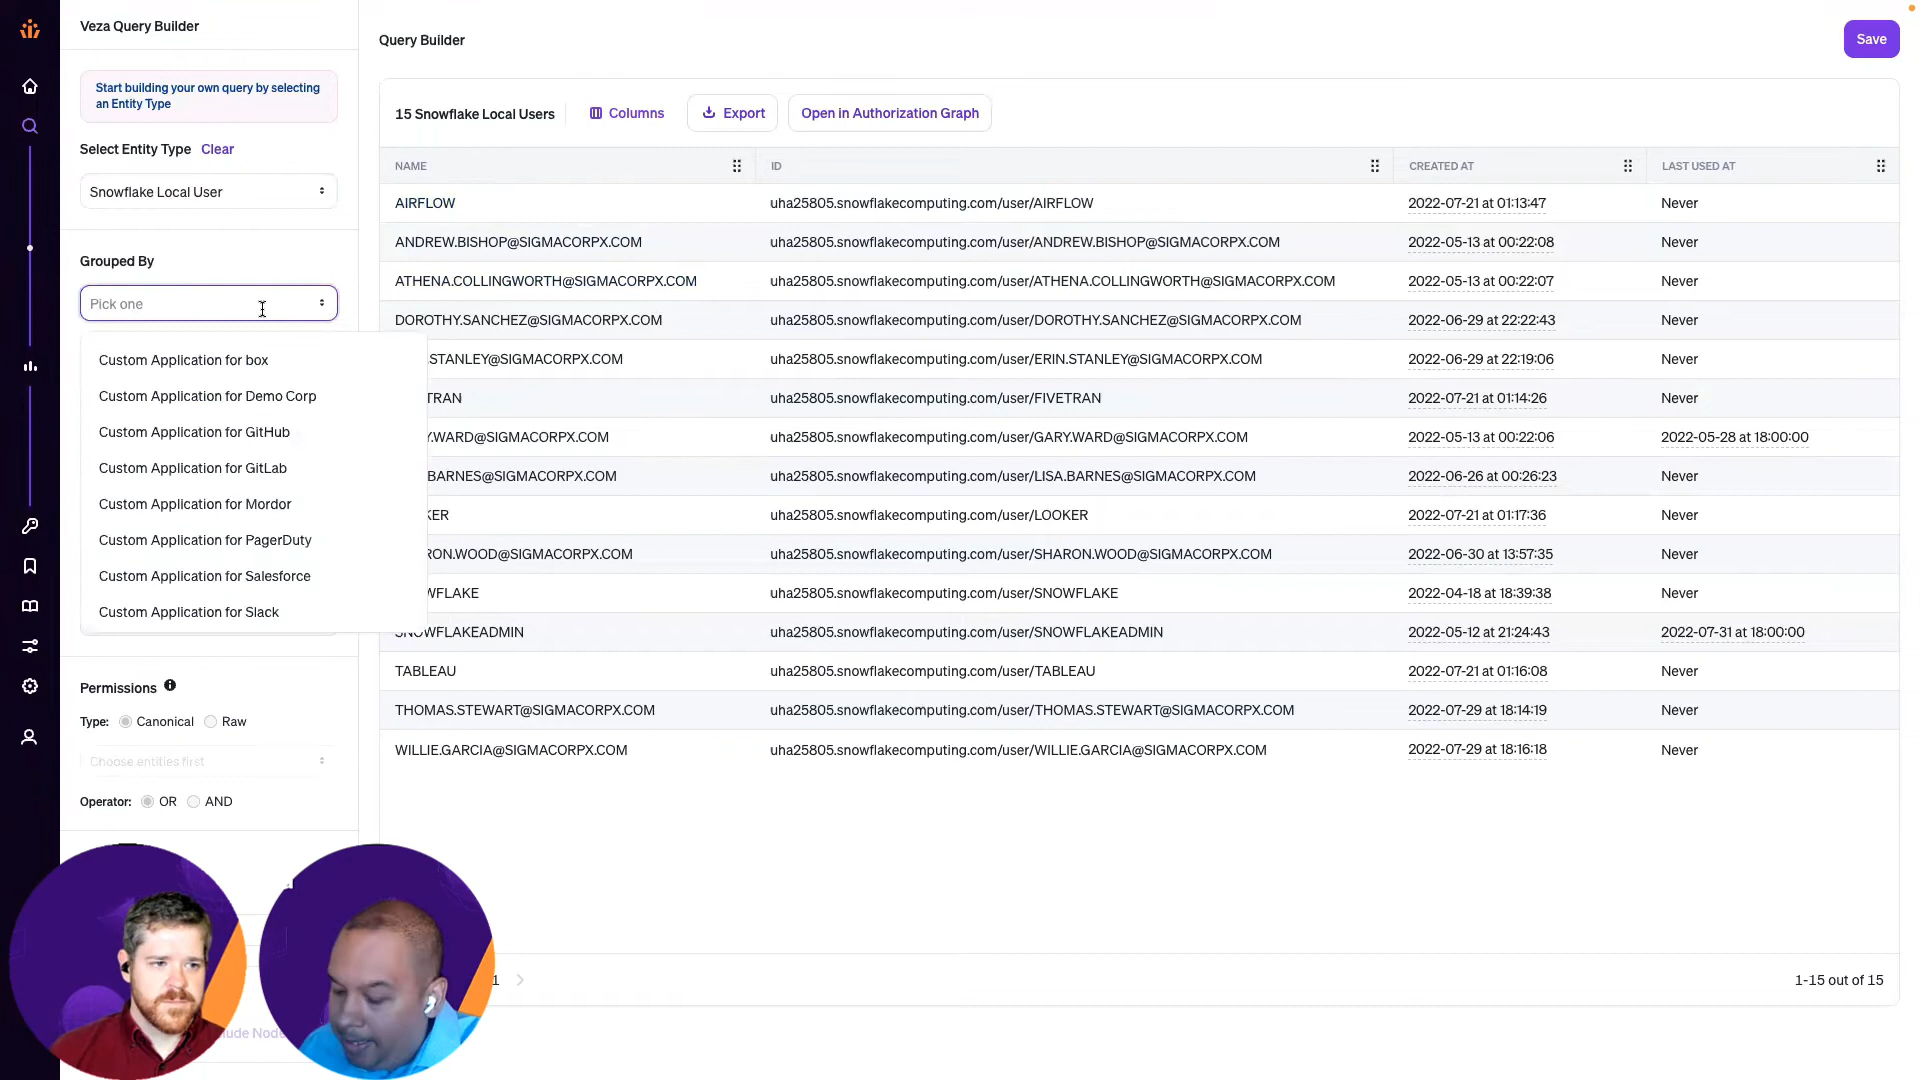 Veza Query Builder
Start building your own query by selecting
an Entity Type
Select Entity Type Clear
Snowflake Local User
Grouped By
Pick one
Custom Application for box
Custom Application for Demo Corp
Custom Application for GitHub
Custom Application for GitLab
Custom Application for Mordor
Custom Application for PagerDuty
Custom Application for Salesforce
Custom Application for Slack
Permissions
Type: Canonical Raw
Choose entities first
Operator: OR AND
Query Builder
Save
15 Snowflake Local Users Columns Export Open in Authorization Graph
NAME ID CREATED AT LAST USED AT
AIRFLOW uha25805.snowflakecomputing.com/user/AIRFLOW 2022-07-21 at 01:13:47 Never
ANDREW.BISHOP@SIGMACORPX.COM uha25805.snowflakecomputing.com/user/ANDREW.BISHOP@SIGMACORPX.COM 2022-05-13 at 00:22:08 Never
ATHENA.COLLINGWORTH@SIGMACORPX.COM uha25805.snowflakecomputing.com/user/ATHENA.COLLINGWORTH@SIGMACORPX.COM 2022-05-13 at 00:22:07 Never
DOROTHY.SANCHEZ@SIGMACORPX.COM uha25805.snowflakecomputing.com/user/DOROTHY.SANCHEZ@SIGMACORPX.COM 2022-06-29 at 22:22:43 Never
.STANLEY@SIGMACORPX.COM uha25805.snowflakecomputing.com/user/ERIN.STANLEY@SIGMACORPX.COM 2022-06-29 at 22:19:06 Never
TRAN uha25805.snowflakecomputing.com/user/FIVETRAN 2022-07-21 at 01:14:26 Never
Y.WARD@SIGMACORPX.COM uha25805.snowflakecomputing.com/user/GARY.WARD@SIGMACORPX.COM 2022-05-13 at 00:22:06 2022-05-28 at 18:00:00
BARNES@SIGMACORPX.COM uha25805.snowflakecomputing.com/user/LISA.BARNES@SIGMACORPX.COM 2022-06-26 at 00:26:23 Never
KER uha25805.snowflakecomputing.com/user/LOOKER 2022-07-21 at 01:17:36 Never
RON.WOOD@SIGMACORPX.COM uha25805.snowflakecomputing.com/user/SHARON.WOOD@SIGMACORPX.COM 2022-06-30 at 13:57:35 Never
WFLAKE uha25805.snowflakecomputing.com/user/SNOWFLAKE 2022-04-18 at 18:39:38 Never
SNOWFLAKEADMIN uha25805.snowflakecomputing.com/user/SNOWFLAKEADMIN 2022-05-12 at 21:24:43 2022-07-31 at 18:00:00
TABLEAU uha25805.snowflakecomputing.com/user/TABLEAU 2022-07-21 at 01:16:08 Never
THOMAS.STEWART@SIGMACORPX.COM uha25805.snowflakecomputing.com/user/THOMAS.STEWART@SIGMACORPX.COM 2022-07-29 at 18:14:19 Never
WILLIE.GARCIA@SIGMACORPX.COM uha25805.snowflakecomputing.com/user/WILLIE.GARCIA@SIGMACORPX.COM 2022-07-29 at 18:16:18 Never
1 1-15 out of 15